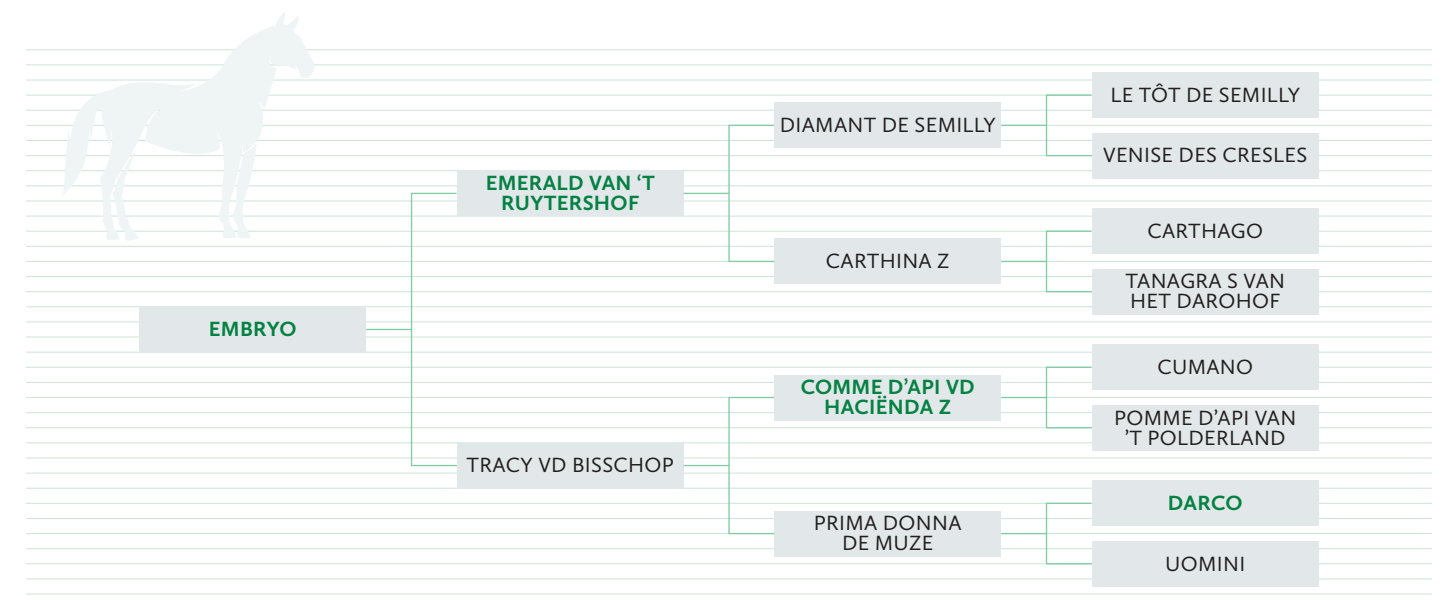 LE TÔT DE SEMILLY
DIAMANT DE SEMILLY
VENISE DES CRESLES
EMERALD VAN ‘T
RUYTERSHOF
CARTHAGO
CARTHINA Z
TANAGRA S VAN
HET DAROHOF
EMBRYO
CUMANO
COMME D’API VD
HACIËNDA Z
POMME D’API VAN
’T POLDERLAND
TRACY VD BISSCHOP
DARCO
PRIMA DONNA
DE MUZE
UOMINI